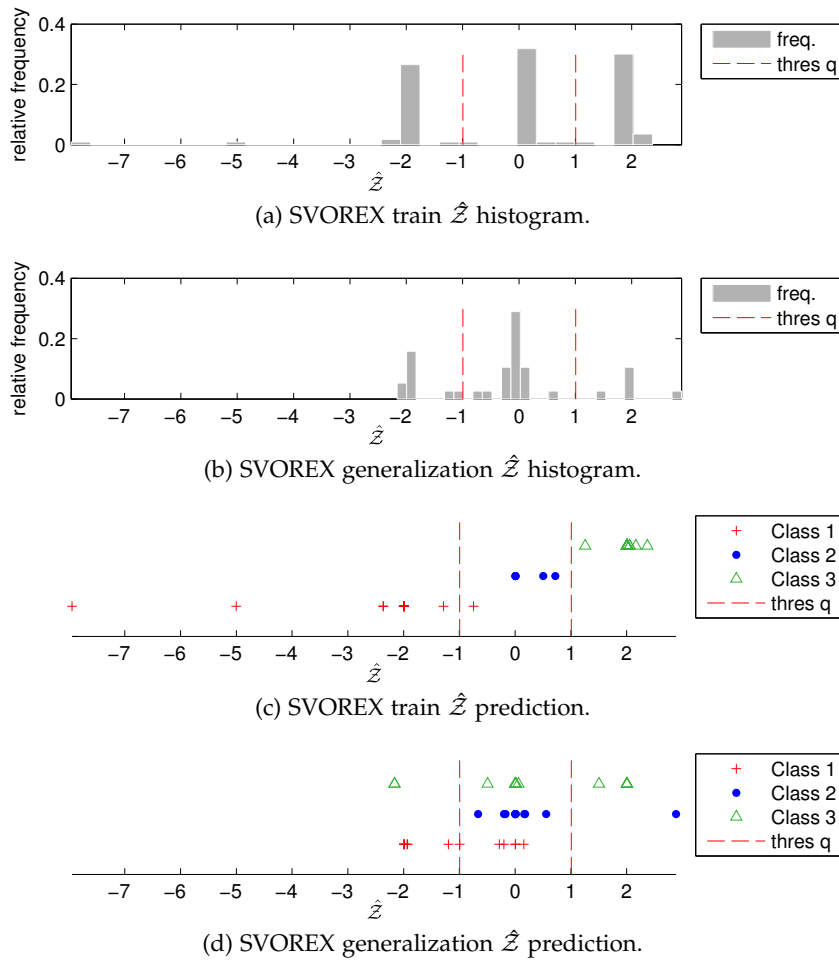 0.4
0.2
0
relative frequency
−7 −6 −5 −4 −3 −2 −1 0 1 2
𝒵̂
freq.
thres q
(a) SVOREX train 𝒵̂ histogram.
0.4
0.2
0
relative frequency
−7 −6 −5 −4 −3 −2 −1 0 1 2
𝒵̂
freq.
thres q
(b) SVOREX generalization 𝒵̂ histogram.
−7 −6 −5 −4 −3 −2 −1 0 1 2
𝒵̂
Class 1
Class 2
Class 3
thres q
(c) SVOREX train 𝒵̂ prediction.
−7 −6 −5 −4 −3 −2 −1 0 1 2
𝒵̂
Class 1
Class 2
Class 3
thres q
(d) SVOREX generalization 𝒵̂ prediction.